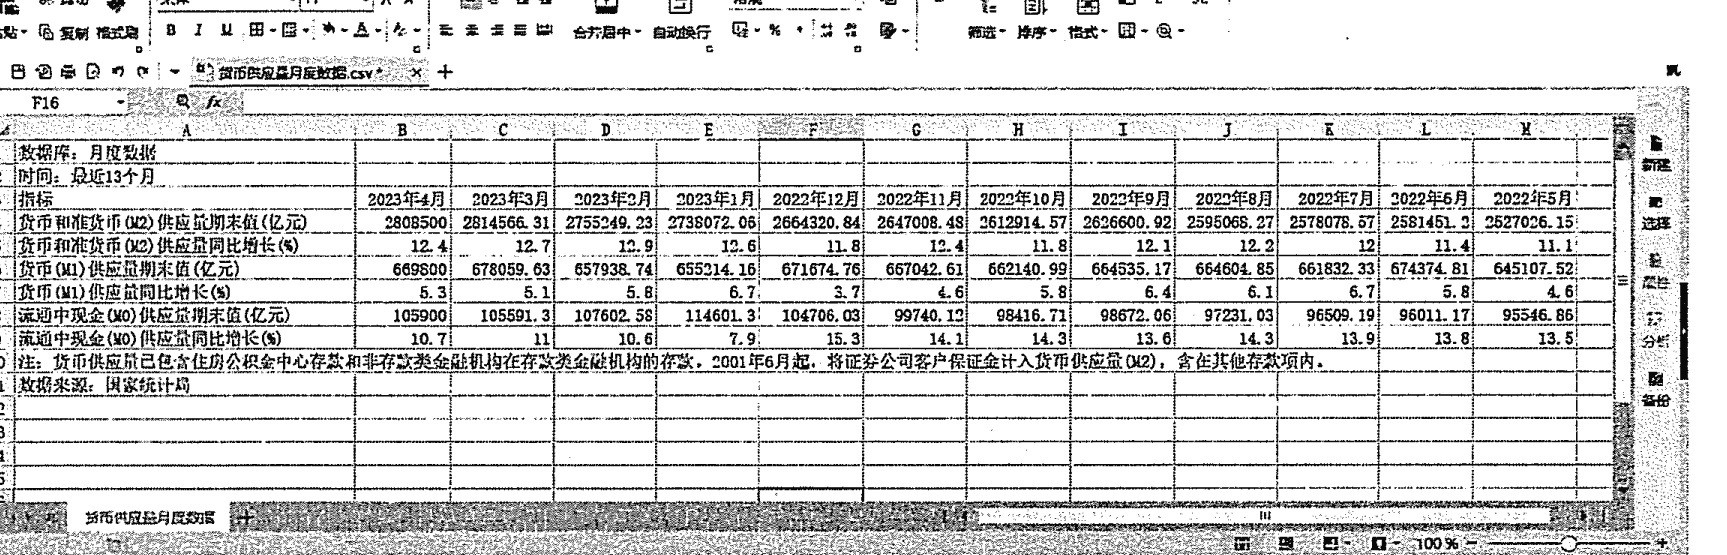 复制 格式刷 B I U A 合并居中 自动换行 % 筛选 排序 格式
货币供应量月度数据.csv * × +
F16 fx
A B C D E F G H I J K L M
数据库：月度数据
时间：最近13个月
指标 2023年4月 2023年3月 2023年2月 2023年1月 2022年12月 2022年11月 2022年10月 2022年9月 2022年8月 2022年7月 2022年6月 2022年5月
货币和准货币(M2)供应量期末值(亿元) 2808500 2814566.31 2755249.23 2738072.06 2664320.84 2647008.48 2612914.57 2626600.92 2595068.27 2578078.57 2581451.2 2527026.15
货币和准货币(M2)供应量同比增长(%) 12.4 12.7 12.9 12.6 11.8 12.4 11.8 12.1 12.2 12 11.4 11.1
货币(M1)供应量期末值(亿元) 669800 678059.63 657938.74 655214.16 671674.76 667042.61 662140.99 664535.17 664604.85 661832.33 674374.81 645107.52
货币(M1)供应量同比增长(%) 5.3 5.1 5.8 6.7 3.7 4.6 5.8 6.4 6.1 6.7 5.8 4.6
流通中现金(M0)供应量期末值(亿元) 105900 105591.3 107602.58 114601.3 104706.03 99740.12 98416.71 98672.06 97231.03 96509.19 96011.17 95546.86
流通中现金(M0)供应量同比增长(%) 10.7 11 10.6 7.9 15.3 14.1 14.3 13.6 14.3 13.9 13.8 13.5
注：货币供应量已包含住房公积金中心存款和非存款类金融机构在存款类金融机构的存款。2001年6月起，将证券公司客户保证金计入货币供应量(M2)，含在其他存款项内。
数据来源：国家统计局
新建
选择
属性
分析
备份
货币供应量月度数据 +
100% - +